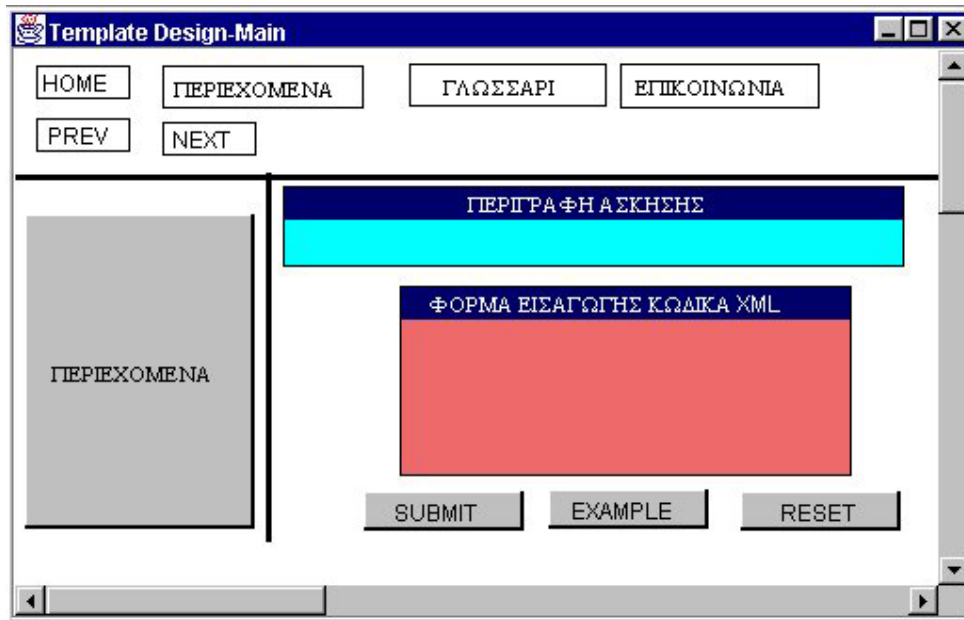 Template Design-Main
HOME ΠΕΡΙΕΧΟΜΕΝΑ ΓΛΩΣΣΑΡΙ ΕΠΙΚΟΙΝΩΝΙΑ
PREV NEXT
ΠΕΡΙΓΡΑΦΗ ΑΣΚΗΣΗΣ
ΦΟΡΜΑ ΕΙΣΑΓΩΓΗΣ ΚΩΔΙΚΑ XML
ΠΕΡΙΕΧΟΜΕΝΑ
SUBMIT EXAMPLE RESET